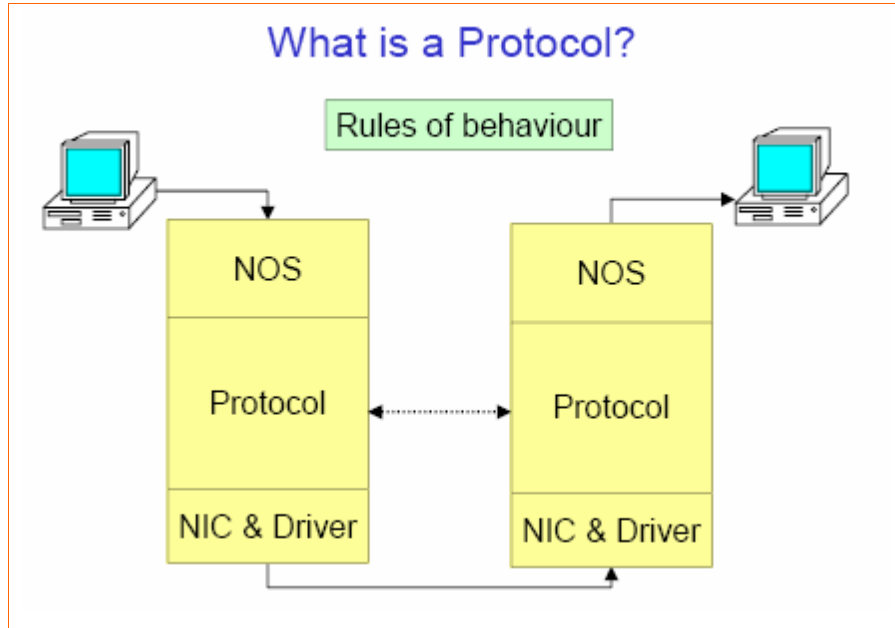 What is a Protocol?
Rules of behaviour
NOS
Protocol
NIC & Driver
NOS
Protocol
NIC & Driver